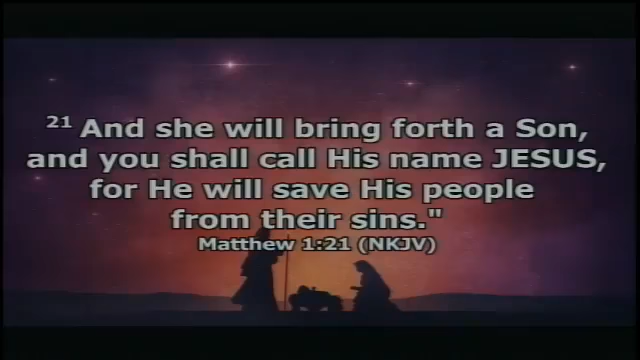 21 And she will bring forth a Son,
and you shall call His name JESUS,
for He will save His people
from their sins."
Matthew 1:21 (NKJV)